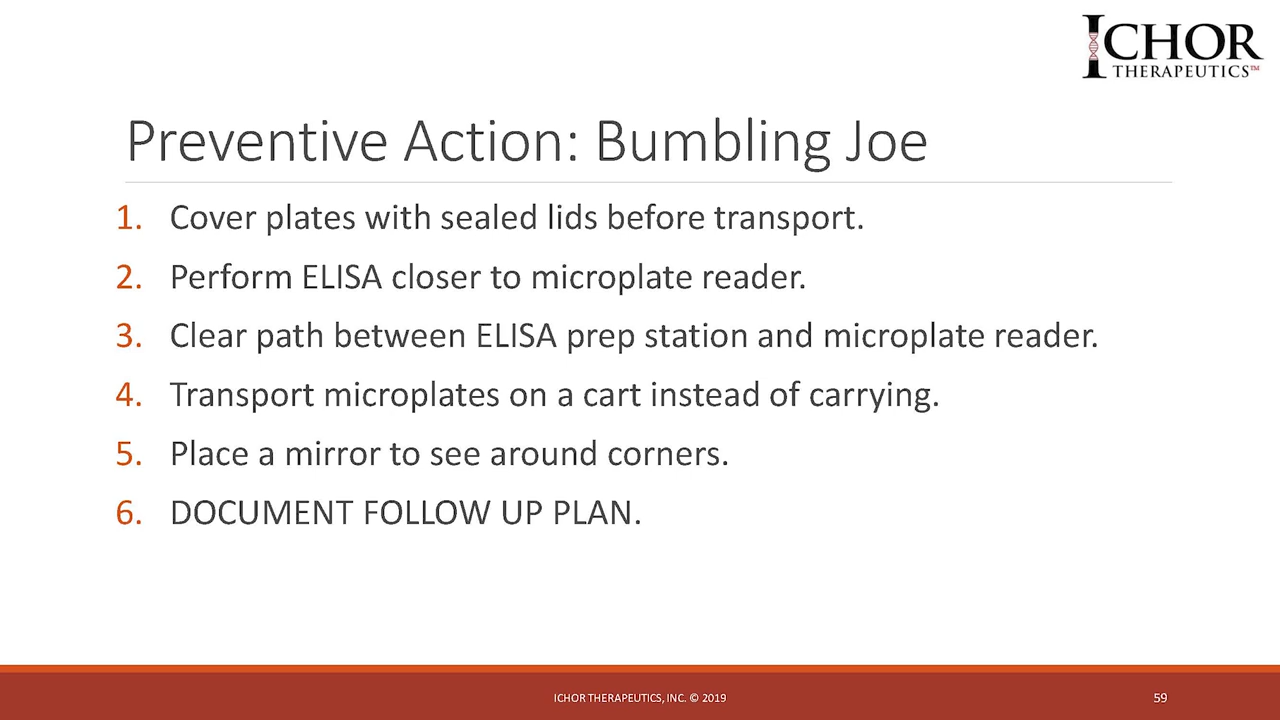 ICHOR
THERAPEUTICS™
Preventive Action: Bumbling Joe
1. Cover plates with sealed lids before transport.
2. Perform ELISA closer to microplate reader.
3. Clear path between ELISA prep station and microplate reader.
4. Transport microplates on a cart instead of carrying.
5. Place a mirror to see around corners.
6. DOCUMENT FOLLOW UP PLAN.
ICHOR THERAPEUTICS, INC. © 2019
59